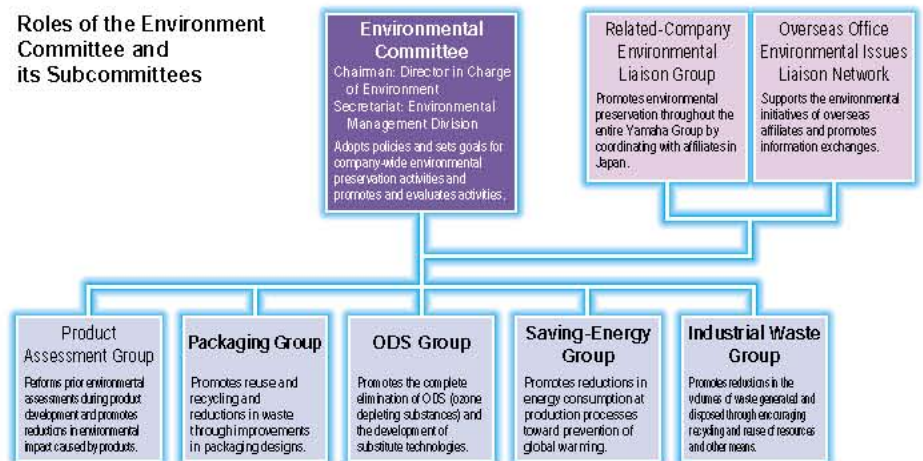 Roles of the Environment
Committee and
its Subcommittees
Environmental
Committee
Chairman: Director in Charge
of Environment
Secretariat: Environmental
Management Division
Adopts policies and sets goals for
company-wide environmental
preservation activities and
promotes and evaluates activities.
Related-Company
Environmental
Liaison Group
Promotes environmental
preservation throughout the
entire Yamaha Group by
coordinating with affiliates in
Japan.
Overseas Office
Environmental Issues
Liaison Network
Supports the environmental
initiatives of overseas
affiliates and promotes
information exchanges.
Product
Assessment Group
Performs prior environmental
assessments during product
development and promotes
reductions in environmental
impact caused by products.
Packaging Group
Promotes reuse and
recycling and
reductions in waste
through improvements
in packaging designs.
ODS Group
Promotes the complete
elimination of ODS (ozone
depleting substances) and
the development of
substitute technologies.
Saving-Energy
Group
Promotes reductions in
energy consumption at
production processes
toward prevention of
global warming.
Industrial Waste
Group
Promotes reductions in the
volumes of waste generated and
disposed through encouraging
recycling and reuse of resources
and other means.